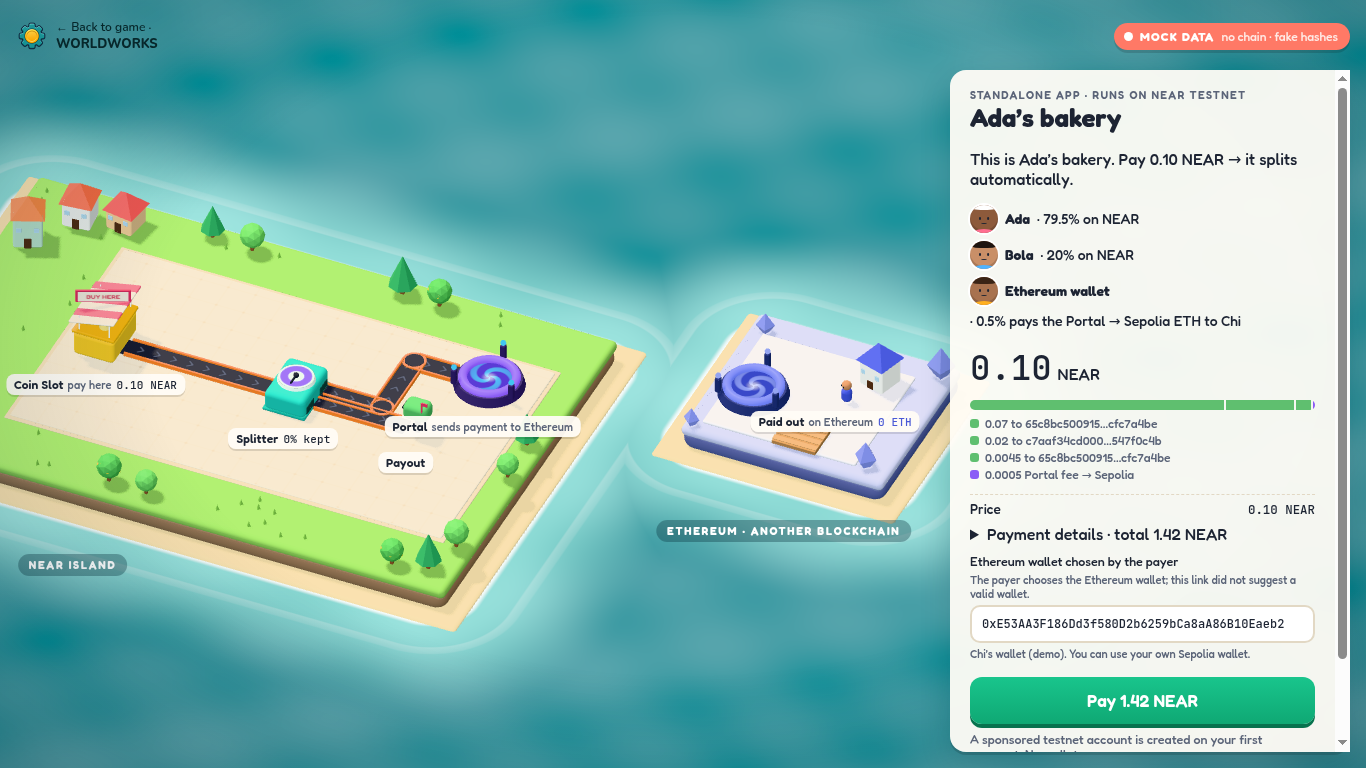 ← Back to game ·
WORLDWORKS
MOCK DATA no chain · fake hashes
BUY HERE
Coin Slot pay here 0.10 NEAR
Splitter 0% kept
Portal sends payment to Ethereum
Payout
Paid out on Ethereum 0 ETH
ETHEREUM · ANOTHER BLOCKCHAIN
NEAR ISLAND
STANDALONE APP · RUNS ON NEAR TESTNET
Ada's bakery
This is Ada's bakery. Pay 0.10 NEAR → it splits
automatically.
Ada · 79.5% on NEAR
Bola · 20% on NEAR
Ethereum wallet
· 0.5% pays the Portal → Sepolia ETH to Chi
0.10 NEAR
0.07 to 65c8bc500915…cfc7a4be
0.02 to c7aaf34cd000…547f0c4b
0.0045 to 65c8bc500915…cfc7a4be
0.0005 Portal fee → Sepolia
Price 0.10 NEAR
▶ Payment details · total 1.42 NEAR
Ethereum wallet chosen by the payer
The payer chooses the Ethereum wallet; this link did not suggest a
valid wallet.
0xE53AA3F186Dd3f580D2b6259bCa8aA86B10Eaeb2
Chi's wallet (demo). You can use your own Sepolia wallet.
Pay 1.42 NEAR
A sponsored testnet account is created on your first